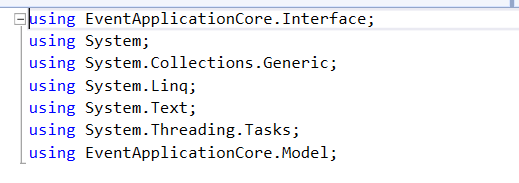 using EventApplicationCore.Interface;
using System;
using System.Collections.Generic;
using System.Linq;
using System.Text;
using System.Threading.Tasks;
using EventApplicationCore.Model;